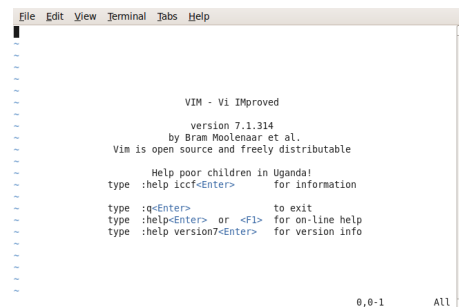 File Edit View Terminal Tabs Help
~
~
~
~
~
~
VIM - Vi IMproved
~
version 7.1.314
by Bram Moolenaar et al.
Vim is open source and freely distributable
~
Help poor children in Uganda!
type :help iccf<Enter> for information
~
type :q<Enter> to exit
type :help<Enter> or <F1> for on-line help
type :help version7<Enter> for version info
~
~
~
~
~
0,0-1 All